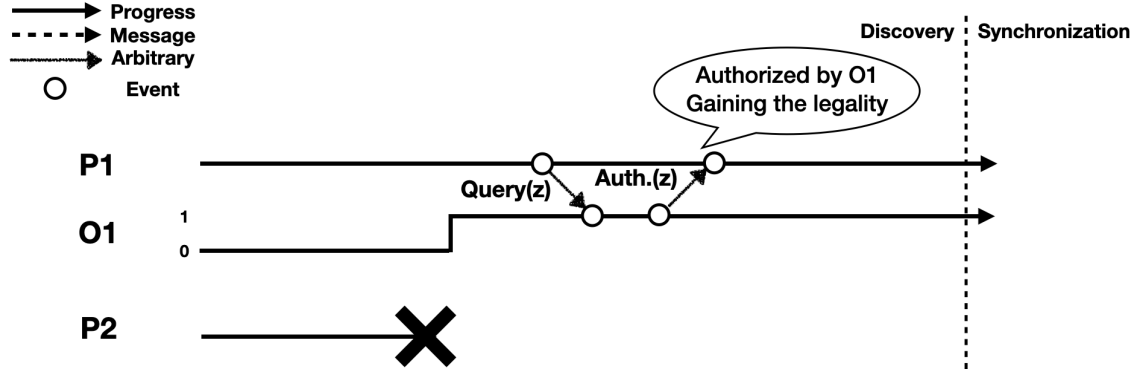 Progress
Message
Arbitrary
Event
Discovery
Synchronization
Authorized by O1
Gaining the legality
P1
Query(z)
Auth.(z)
O1
1
0
P2